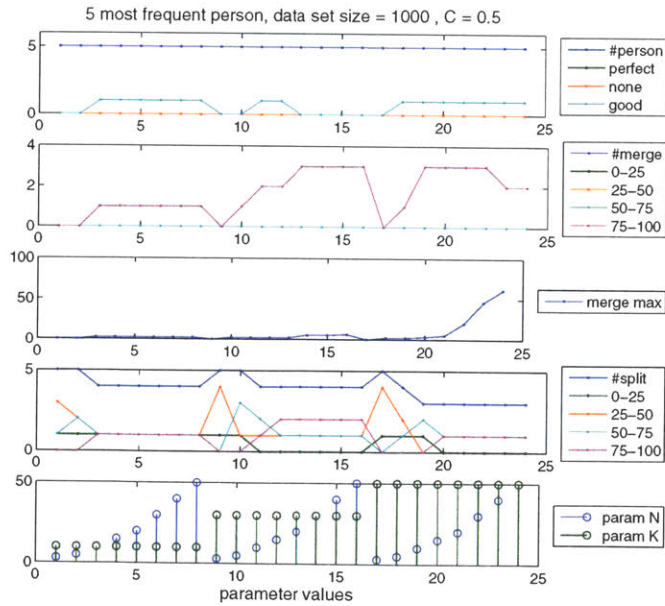 5 most frequent person, data set size = 1000 , C = 0.5
5
0
0 5 10 15 20 25
#person
perfect
none
good
4
2
0
0 5 10 15 20 25
#merge
0-25
25-50
50-75
75-100
100
50
0
0 5 10 15 20 25
merge max
5
0
0 5 10 15 20 25
#split
0-25
25-50
50-75
75-100
50
0
0 5 10 15 20 25
parameter values
param N
param K